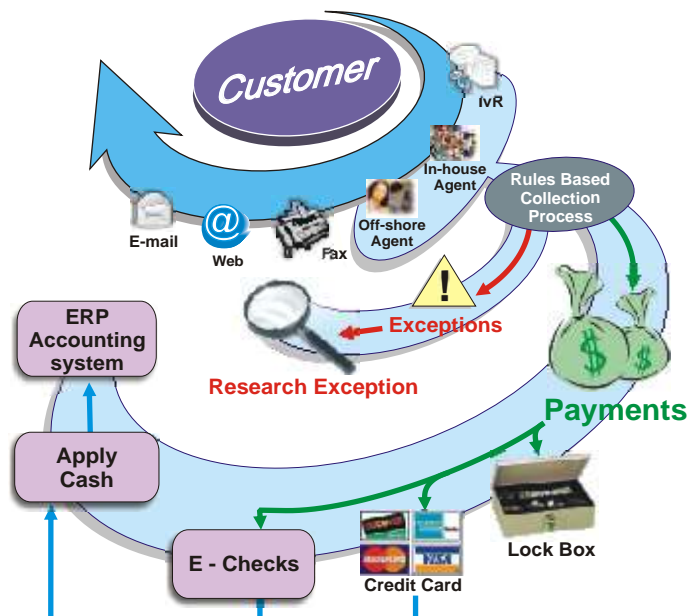 Customer
IvR
In-house
Agent
Off-shore
Agent
Fax
@
Web
E-mail
Rules Based
Collection
Process
!
Exceptions
Research Exception
$
$
Payments
ERP
Accounting
system
Apply
Cash
E - Checks
VISA
Credit Card
Lock Box